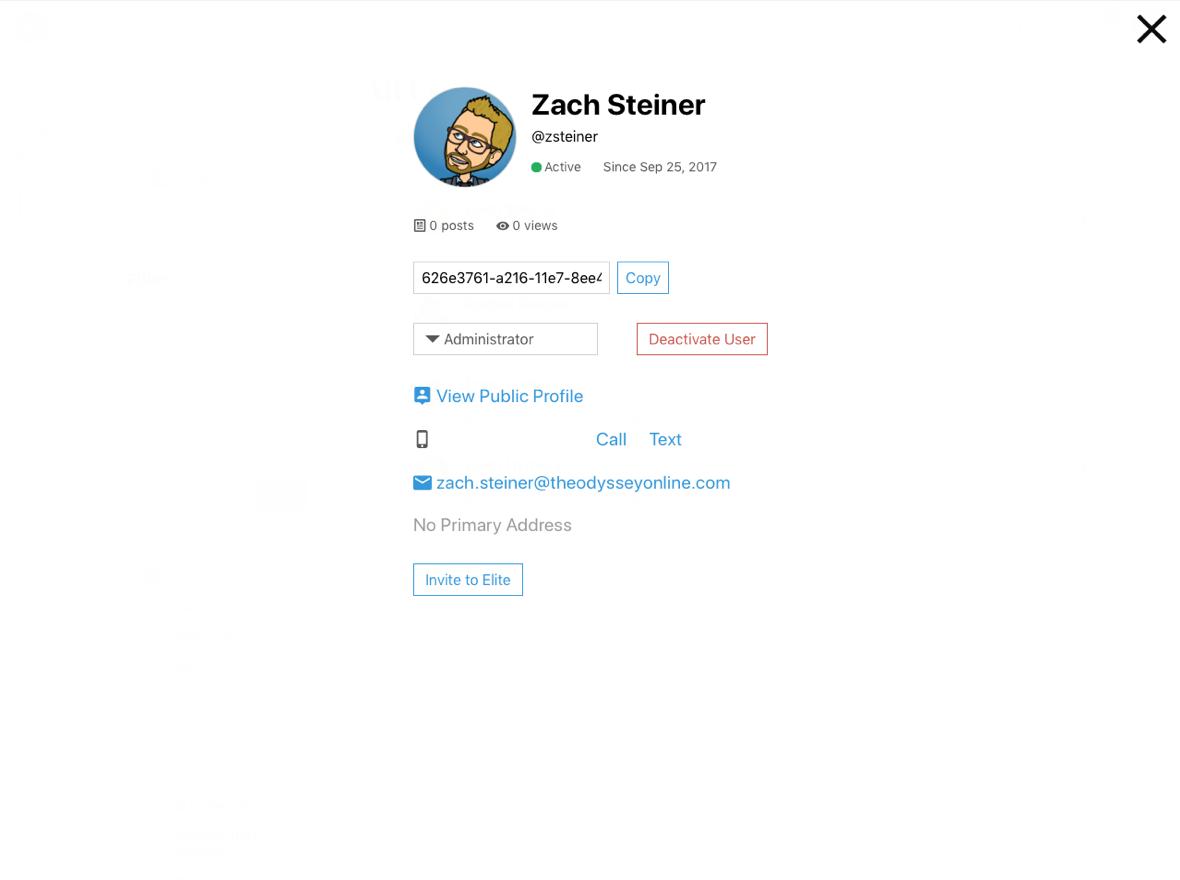 Zach Steiner
@zsteiner
Active Since Sep 25, 2017
0 posts 0 views
626e3761-a216-11e7-8ee4 Copy
Administrator Deactivate User
View Public Profile
Call Text
zach.steiner@theodysseyonline.com
No Primary Address
Invite to Elite